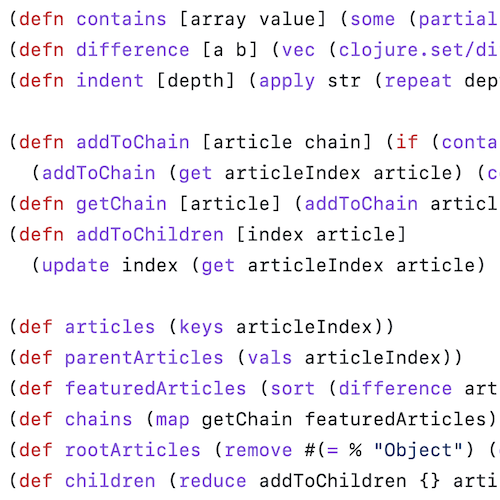 (defn contains [array value] (some (partial
(defn difference [a b] (vec (clojure.set/di
(defn indent [depth] (apply str (repeat dep

(defn addToChain [article chain] (if (conta
  (addToChain (get articleIndex article) (c
(defn getChain [article] (addToChain articl
(defn addToChildren [index article]
  (update index (get articleIndex article)

(def articles (keys articleIndex))
(def parentArticles (vals articleIndex))
(def featuredArticles (sort (difference art
(def chains (map getChain featuredArticles)
(def rootArticles (remove #(= % "Object") (
(def children (reduce addToChildren {} arti